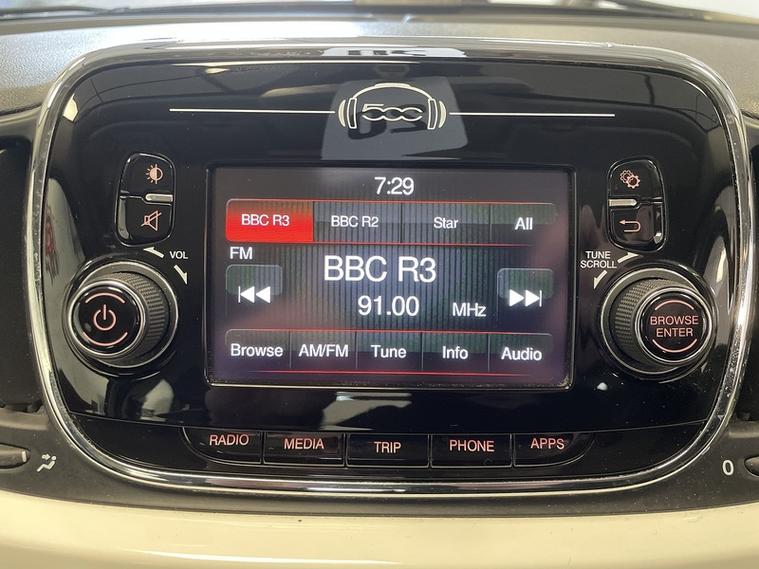 500
7:29
BBC R3 BBC R2 Star All
VOL
TUNE
SCROLL
FM
BBC R3
91.00 MHz
BROWSE
ENTER
Browse AM/FM Tune Info Audio
RADIO MEDIA TRIP PHONE APPS
0